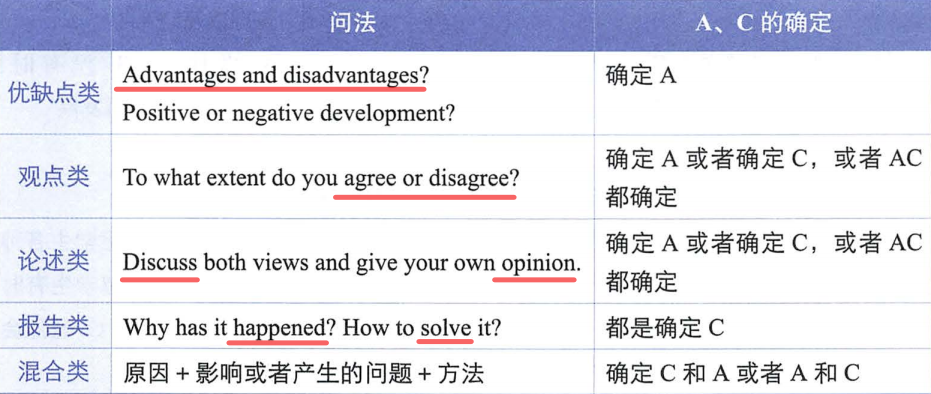 问法 A、C 的确定
优缺点类 Advantages and disadvantages? 确定 A
Positive or negative development?
观点类 To what extent do you agree or disagree? 确定 A 或者确定 C，或者 AC
都确定
论述类 Discuss both views and give your own opinion. 确定 A 或者确定 C，或者 AC
都确定
报告类 Why has it happened? How to solve it? 都是确定 C
混合类 原因 + 影响或者产生的问题 + 方法 确定 C 和 A 或者 A 和 C